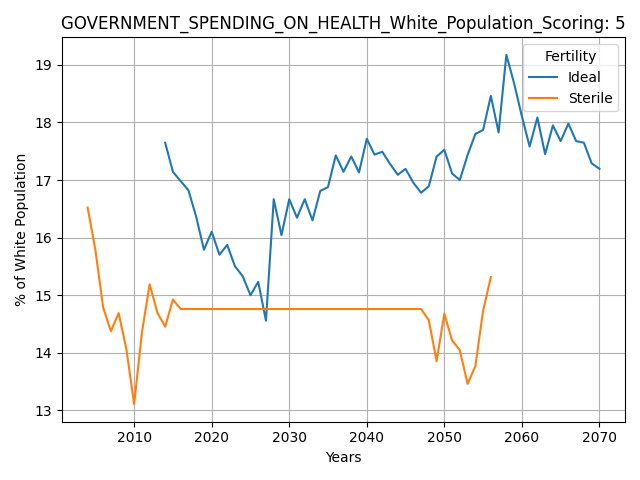 GOVERNMENT_SPENDING_ON_HEALTH_White_Population_Scoring: 5
Fertility
Ideal
Sterile
% of White Population
19
18
17
16
15
14
13
2010 2020 2030 2040 2050 2060 2070
Years